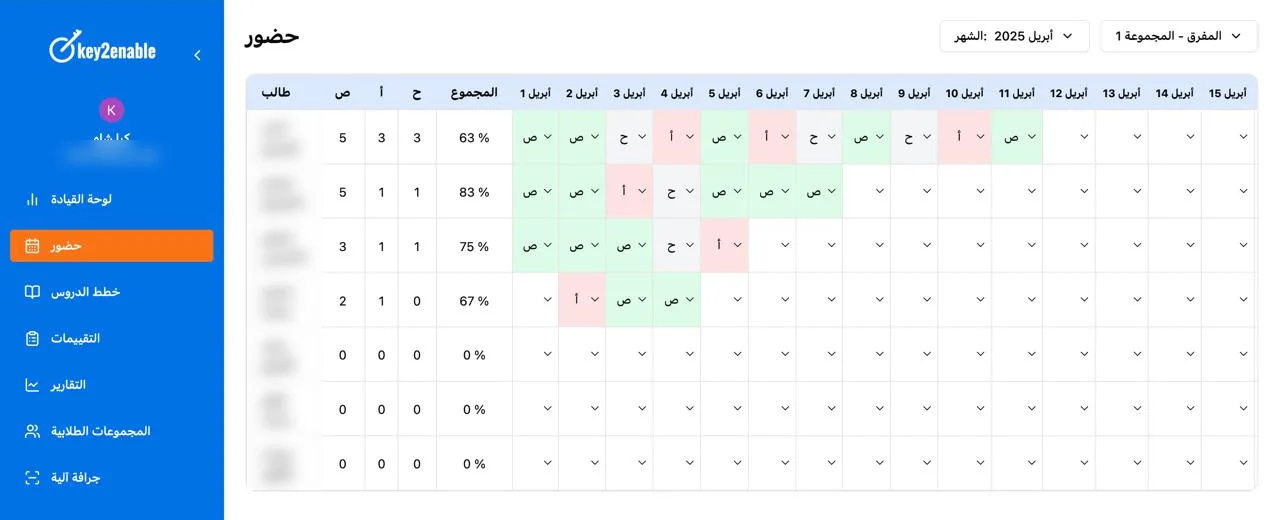 key2enable
K
لوحة القيادة
حضور
خطط الدروس
التقييمات
التقارير
المجموعات الطلابية
جرافة آلية
حضور
الشهر: أبريل 2025
المفرق - المجموعة 1
طالب ص أ ح المجموع أبريل 1 أبريل 2 أبريل 3 أبريل 4 أبريل 5 أبريل 6 أبريل 7 أبريل 8 أبريل 9 أبريل 10 أبريل 11 أبريل 12 أبريل 13 أبريل 14 أبريل 15
5 3 3 63 % ص ص ح أ ص أ ح ص ح أ ص
5 1 1 83 % ص ص أ ح ص ص ص
3 1 1 75 % ص ص ص ح أ
2 1 0 67 % أ ص ص
0 0 0 0 %
0 0 0 0 %
0 0 0 0 %